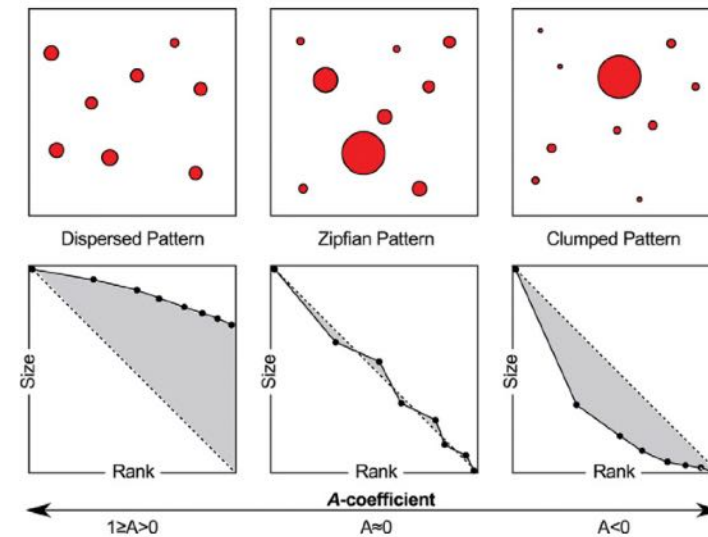 Dispersed Pattern
Zipfian Pattern
Clumped Pattern
Size
Rank
Size
Rank
Size
Rank
A-coefficient
1≥A>0
A≈0
A<0